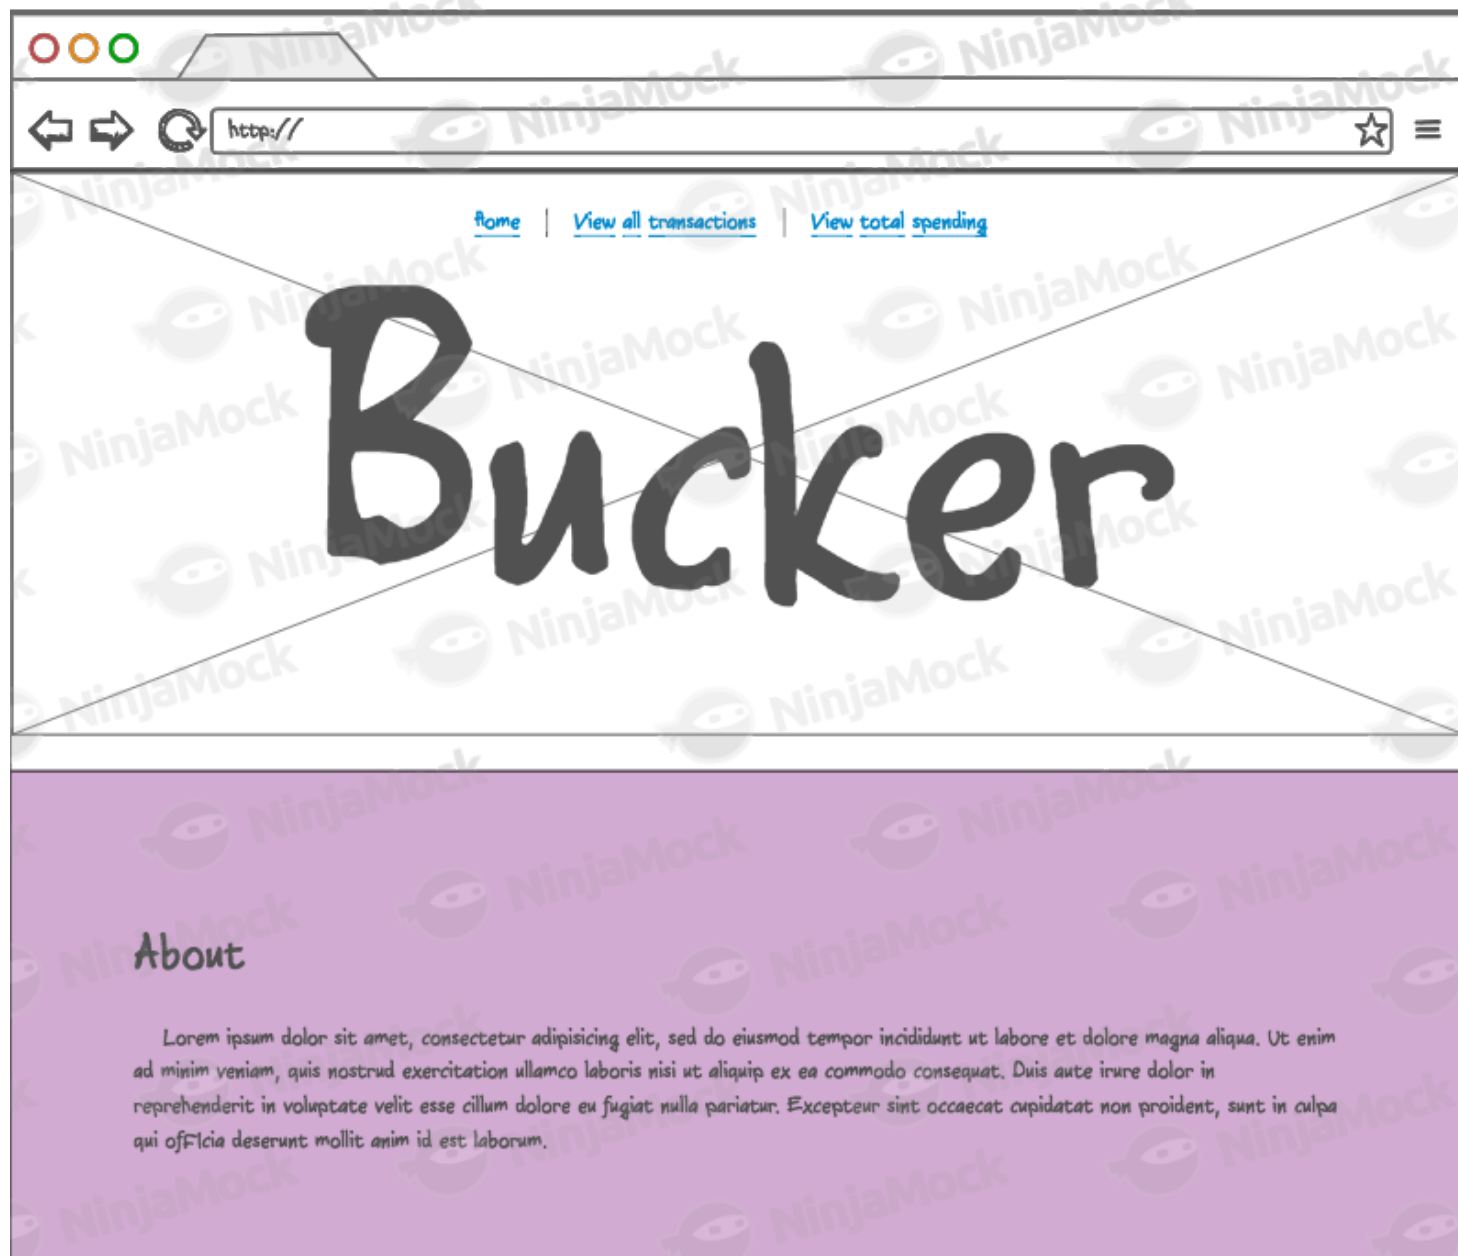 http://
Home | View all transactions | View total spending
Bucker
About
Lorem ipsum dolor sit amet, consectetur adipisicing elit, sed do eiusmod tempor incididunt ut labore et dolore magna aliqua. Ut enim
ad minim veniam, quis nostrud exercitation ullamco laboris nisi ut aliquip ex ea commodo consequat. Duis aute irure dolor in
reprehenderit in voluptate velit esse cillum dolore eu fugiat nulla pariatur. Excepteur sint occaecat cupidatat non proident, sunt in culpa
qui officia deserunt mollit anim id est laborum.
NinjaMock